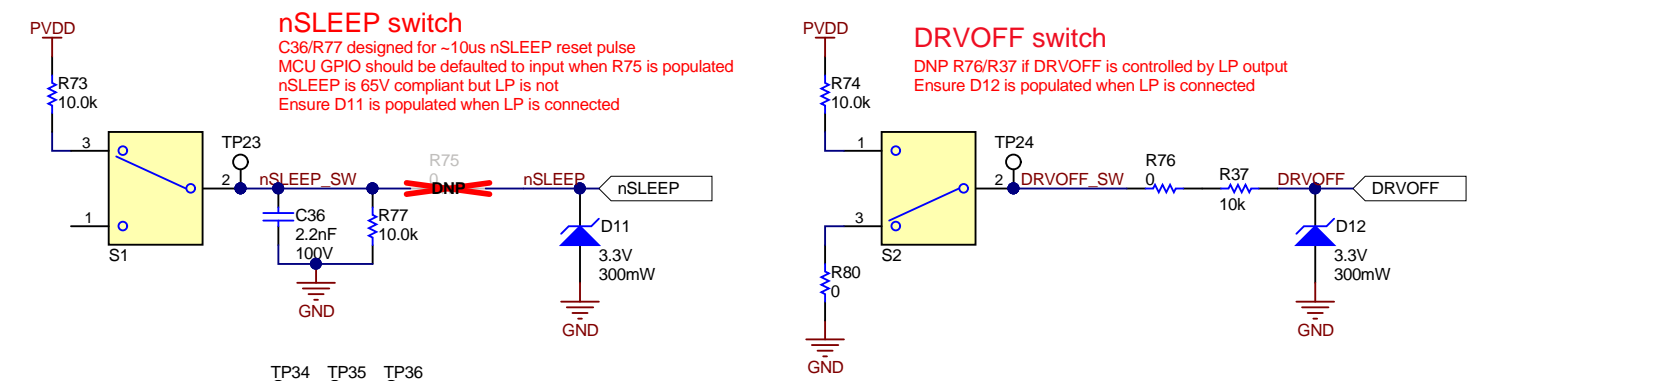 nSLEEP switch
C36/R77 designed for ~10us nSLEEP reset pulse
MCU GPIO should be defaulted to input when R75 is populated
nSLEEP is 65V compliant but LP is not
Ensure D11 is populated when LP is connected
PVDD
R73
10.0k
3
2
1
S1
TP23
nSLEEP_SW
C36
2.2nF
100V
R77
10.0k
GND
R75
0
DNP
nSLEEP
nSLEEP
D11
3.3V
300mW
GND
TP34 TP35 TP36
DRVOFF switch
DNP R76/R37 if DRVOFF is controlled by LP output
Ensure D12 is populated when LP is connected
PVDD
R74
10.0k
1
2
3
S2
R80
0
GND
TP24
DRVOFF_SW
R76
0
R37
10k
DRVOFF
DRVOFF
D12
3.3V
300mW
GND